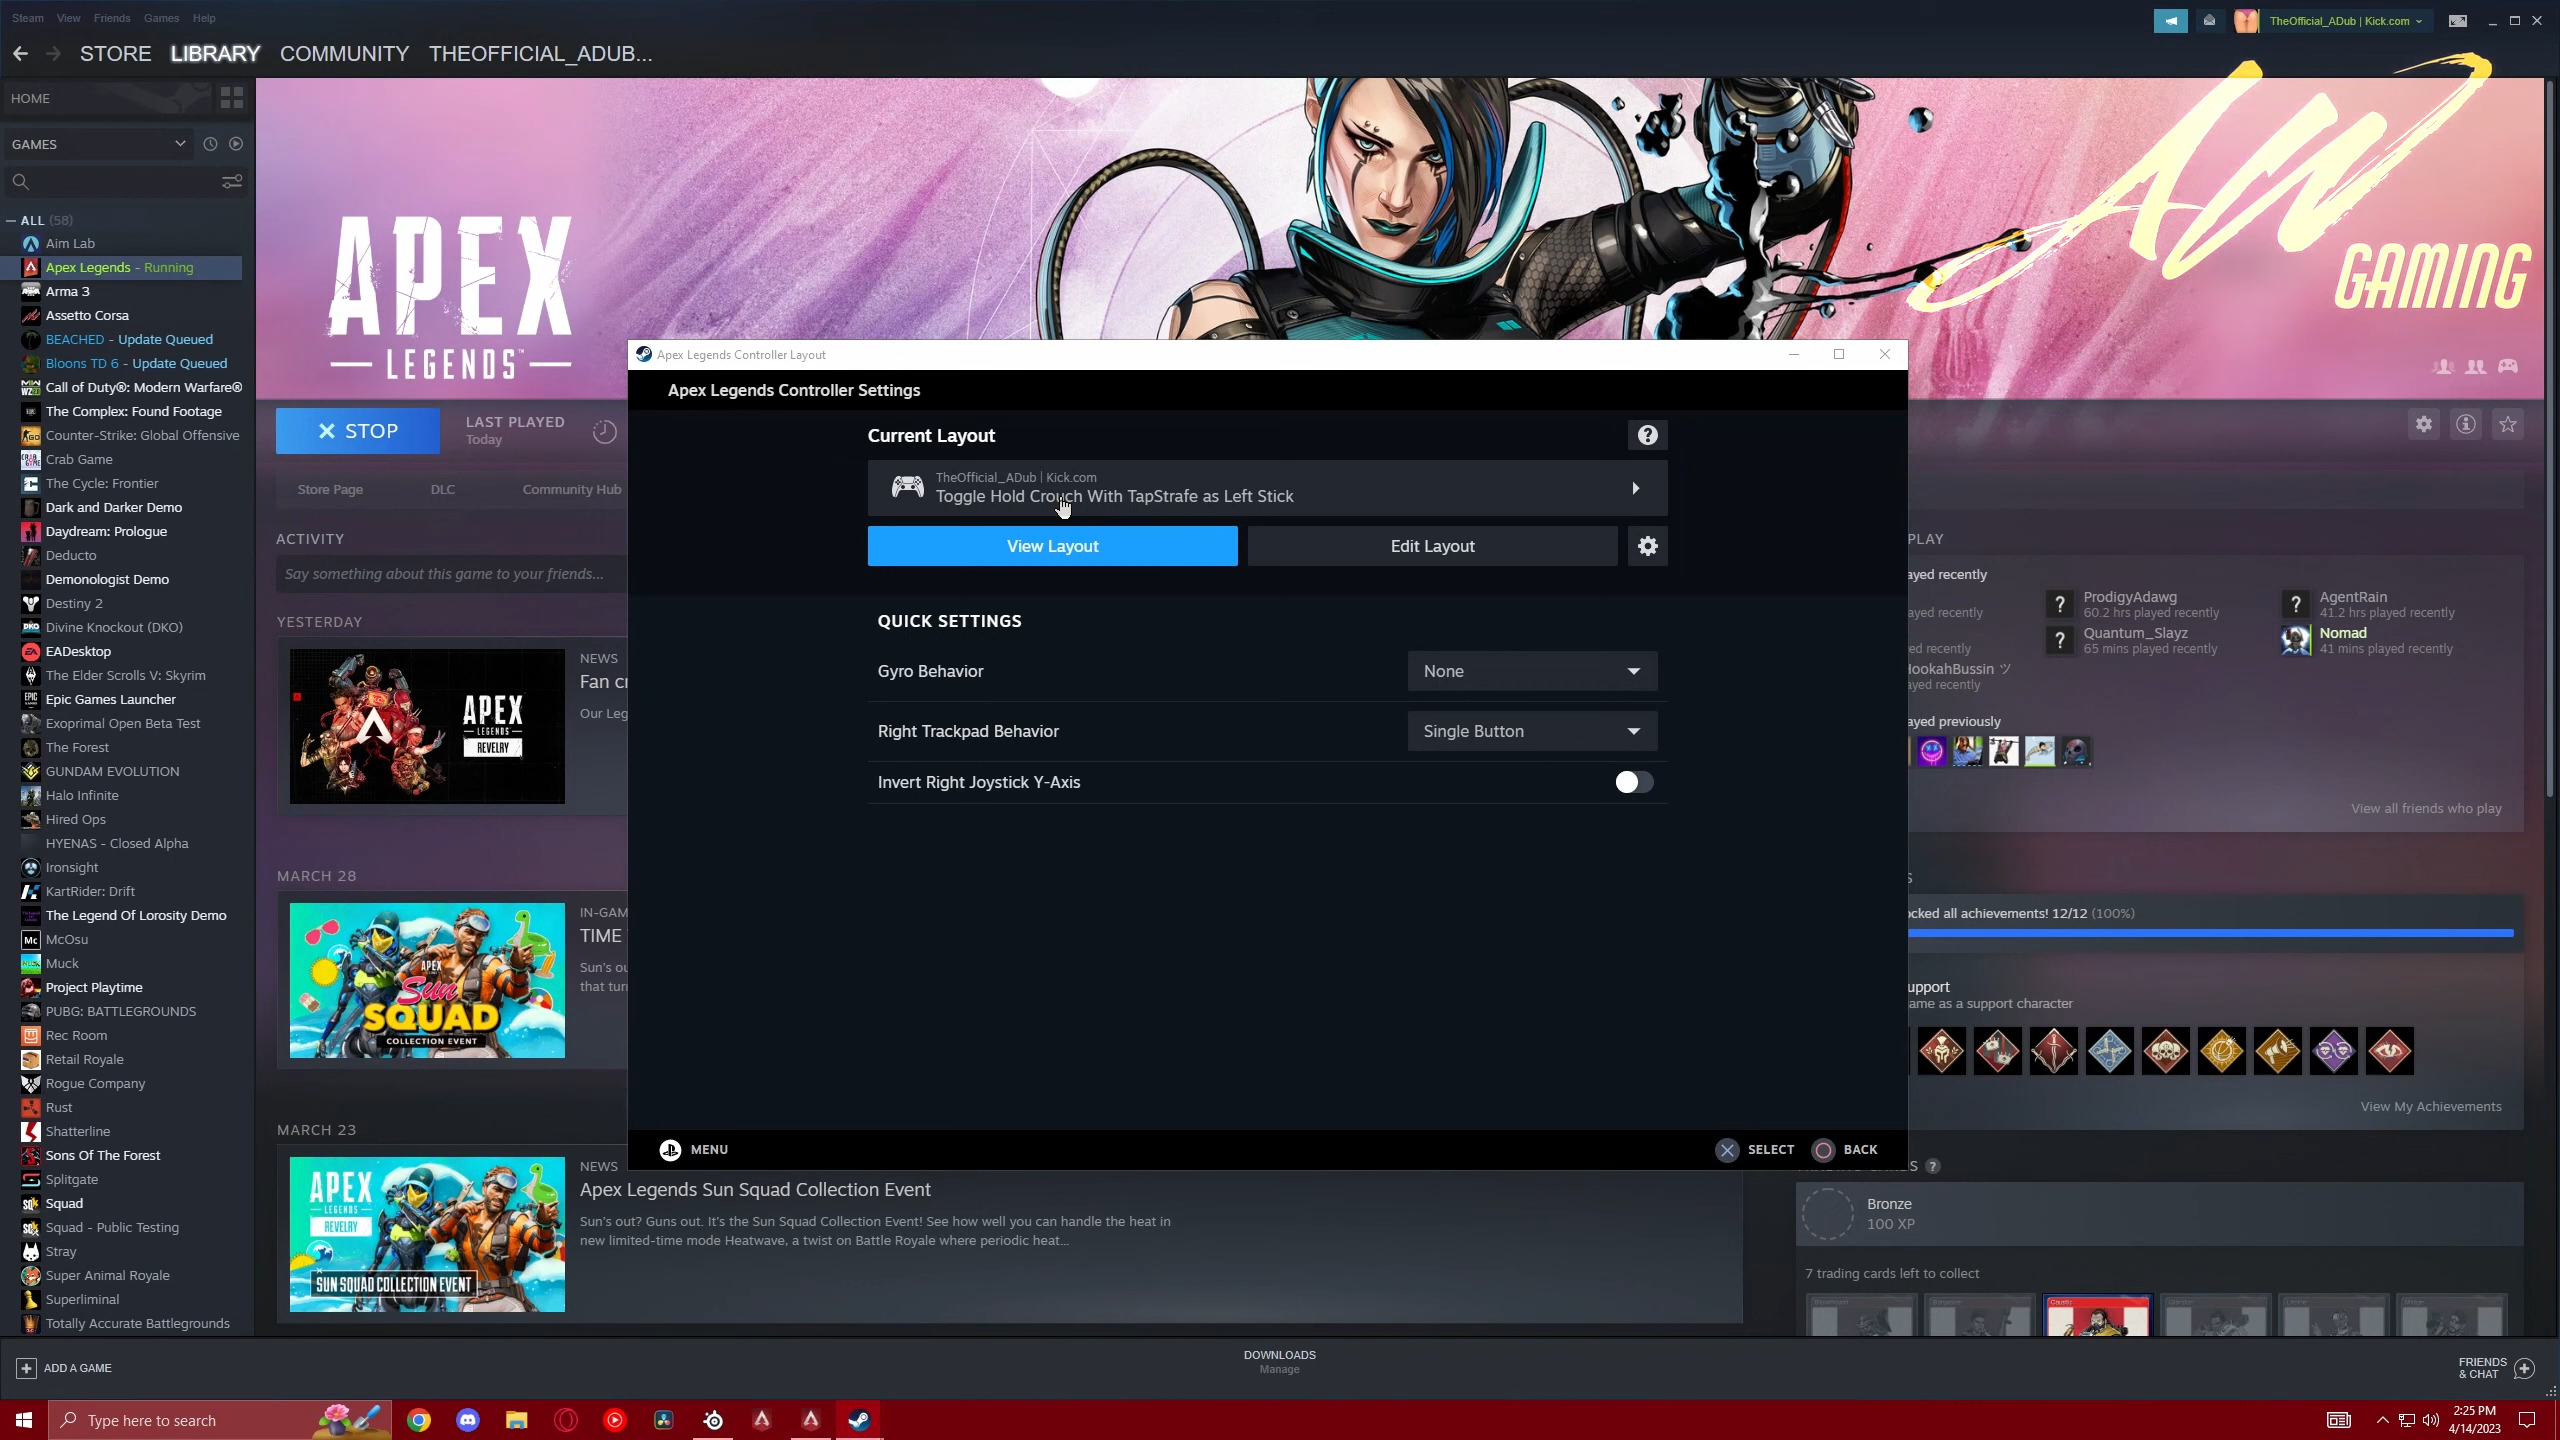 Steam View Friends Games Help
TheOfficial_ADub | Kick.com
STORE LIBRARY COMMUNITY THEOFFICIAL_ADUB...
HOME
GAMES
ALL (58)
Aim Lab
Apex Legends - Running
Arma 3
Assetto Corsa
BEACHED - Update Queued
Bloons TD 6 - Update Queued
Call of Duty®: Modern Warfare®
The Complex: Found Footage
Counter-Strike: Global Offensive
Crab Game
The Cycle: Frontier
Dark and Darker Demo
Daydream: Prologue
Deducto
Demonologist Demo
Destiny 2
Divine Knockout (DKO)
EADesktop
The Elder Scrolls V: Skyrim
Epic Games Launcher
Exoprimal Open Beta Test
The Forest
GUNDAM EVOLUTION
Halo Infinite
Hired Ops
HYENAS - Closed Alpha
Ironsight
KartRider: Drift
The Legend Of Lorosity Demo
McOsu
Muck
Project Playtime
PUBG: BATTLEGROUNDS
Rec Room
Retail Royale
Rogue Company
Rust
Shatterline
Sons Of The Forest
Splitgate
Squad
Squad - Public Testing
Stray
Super Animal Royale
Superliminal
Totally Accurate Battlegrounds
ADD A GAME
APEX
LEGENDS™
AW
GAMING
STOP
LAST PLAYED
Today
Store Page DLC Community Hub
ACTIVITY
Say something about this game to your friends...
YESTERDAY
APEX
LEGENDS
REVELRY
NEWS
Fan cr
Our Leg
MARCH 28
APEX
LEGENDS
Sun
SQUAD
COLLECTION EVENT
IN-GAM
TIME
Sun's ou
that turn
MARCH 23
APEX
LEGENDS
REVELRY
SUN SQUAD COLLECTION EVENT
NEWS
Apex Legends Sun Squad Collection Event
Sun's out? Guns out. It's the Sun Squad Collection Event! See how well you can handle the heat in
new limited-time mode Heatwave, a twist on Battle Royale where periodic heat...
Apex Legends Controller Layout
Apex Legends Controller Settings
Current Layout
?
TheOfficial_ADub | Kick.com
Toggle Hold Crouch With TapStrafe as Left Stick
View Layout
Edit Layout
QUICK SETTINGS
Gyro Behavior
None
Right Trackpad Behavior
Single Button
Invert Right Joystick Y-Axis
MENU
SELECT
BACK
PLAY
ayed recently
ayed recently
ed recently
HookahBussin ツ
ayed recently
?
ProdigyAdawg
60.2 hrs played recently
?
Quantum_Slayz
65 mins played recently
?
AgentRain
41.2 hrs played recently
Nomad
41 mins played recently
ayed previously
View all friends who play
S
ocked all achievements! 12/12 (100%)
upport
ame as a support character
View My Achievements
S ?
Bronze
100 XP
7 trading cards left to collect
Caustic
DOWNLOADS
Manage
FRIENDS
& CHAT
Type here to search
2:25 PM
4/14/2023